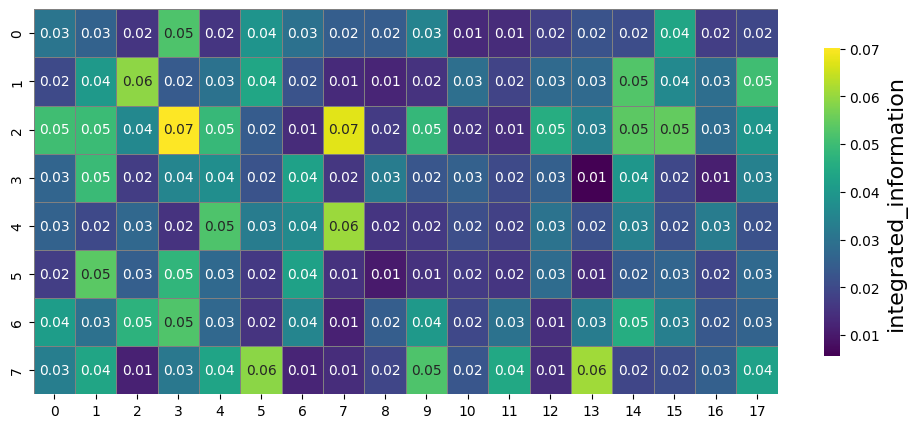 0 0.03 0.03 0.02 0.05 0.02 0.04 0.03 0.02 0.02 0.03 0.01 0.01 0.02 0.02 0.02 0.04 0.02 0.02
1 0.02 0.04 0.06 0.02 0.03 0.04 0.02 0.01 0.01 0.02 0.03 0.02 0.03 0.03 0.05 0.04 0.03 0.05
2 0.05 0.05 0.04 0.07 0.05 0.02 0.01 0.07 0.02 0.05 0.02 0.01 0.05 0.03 0.05 0.05 0.03 0.04
3 0.03 0.05 0.02 0.04 0.04 0.02 0.04 0.02 0.03 0.02 0.03 0.02 0.03 0.01 0.04 0.02 0.01 0.03
4 0.03 0.02 0.03 0.02 0.05 0.03 0.04 0.06 0.02 0.02 0.02 0.02 0.03 0.02 0.03 0.02 0.03 0.02
5 0.02 0.05 0.03 0.05 0.03 0.02 0.04 0.01 0.01 0.01 0.02 0.02 0.03 0.01 0.02 0.03 0.02 0.03
6 0.04 0.03 0.05 0.05 0.03 0.02 0.04 0.01 0.02 0.04 0.02 0.03 0.01 0.03 0.05 0.03 0.02 0.03
7 0.03 0.04 0.01 0.03 0.04 0.06 0.01 0.01 0.02 0.05 0.02 0.04 0.01 0.06 0.02 0.02 0.03 0.04
0 1 2 3 4 5 6 7 8 9 10 11 12 13 14 15 16 17
0.07
0.06
0.05
0.04
0.03
0.02
0.01
integrated_information